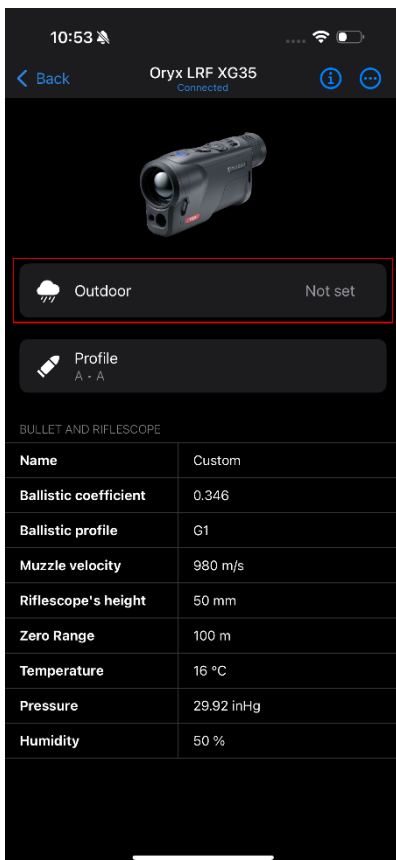 10:53
Back
Oryx LRF XG35
Connected
Outdoor
Not set
Profile
A - A
BULLET AND RIFLESCOPE
Name Custom
Ballistic coefficient 0.346
Ballistic profile G1
Muzzle velocity 980 m/s
Riflescope's height 50 mm
Zero Range 100 m
Temperature 16 °C
Pressure 29.92 inHg
Humidity 50 %